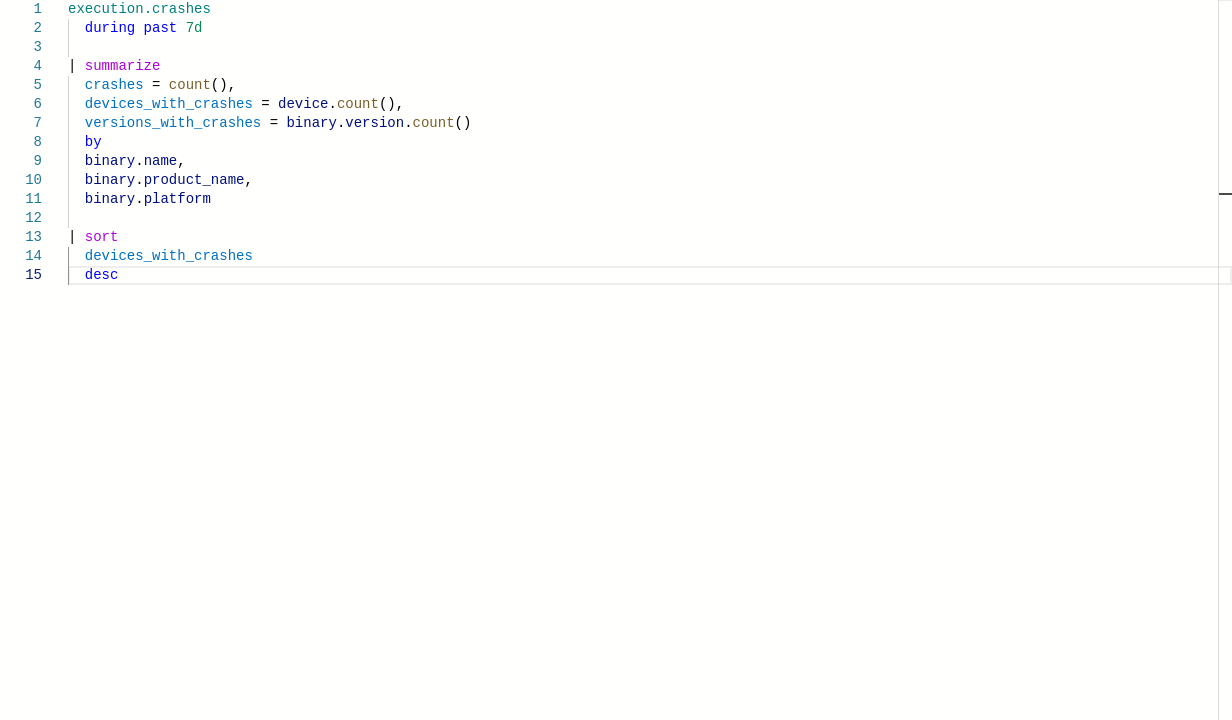 1 execution.crashes
2   during past 7d
3
4 | summarize
5   crashes = count(),
6   devices_with_crashes = device.count(),
7   versions_with_crashes = binary.version.count()
8   by
9   binary.name,
10   binary.product_name,
11   binary.platform
12
13 | sort
14   devices_with_crashes
15   desc